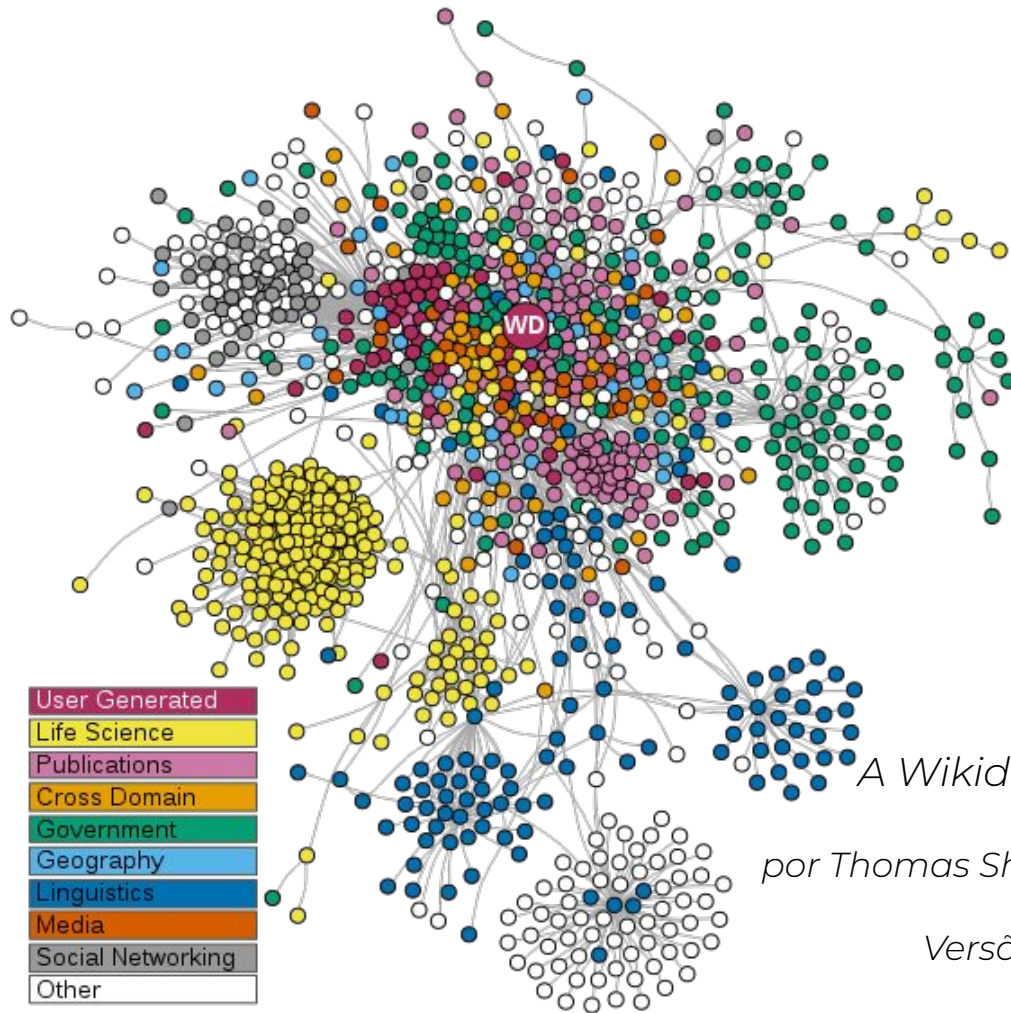 WD
User Generated
Life Science
Publications
Cross Domain
Government
Geography
Linguistics
Media
Social Networking
Other
A Wikid
por Thomas Sh
Versã